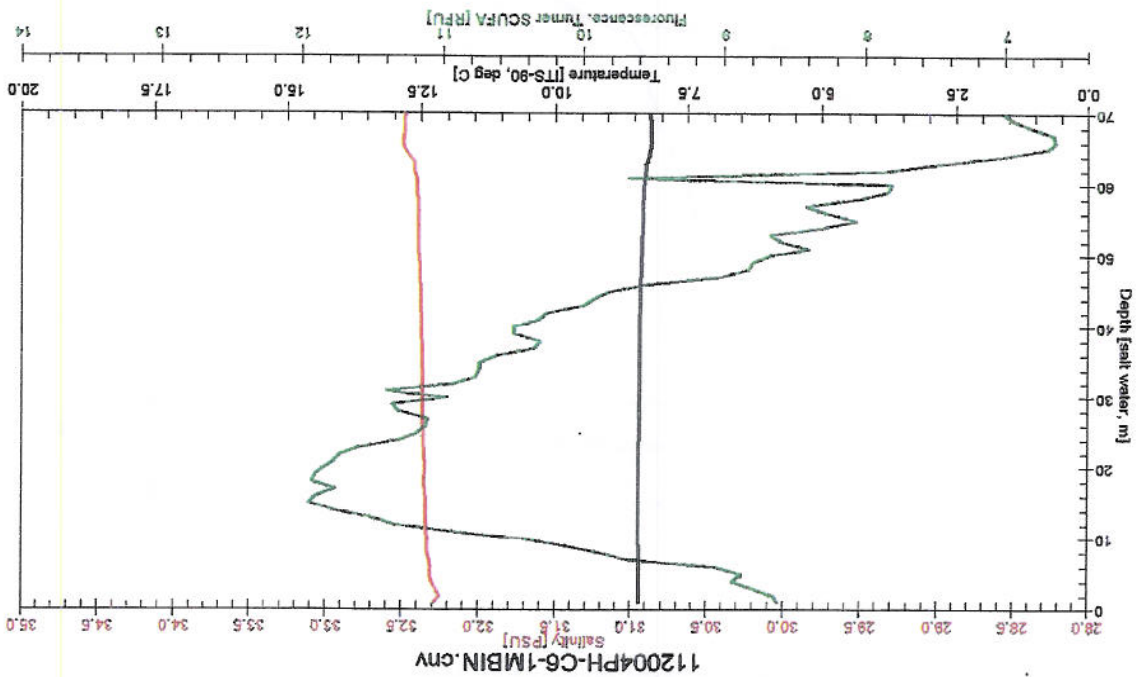 112004PH-C6-1MBIN.cnv
Salinity [PSU]
28.0 28.5 29.0 29.5 30.0 30.5 31.0 31.5 32.0 32.5 33.0 33.5 34.0 34.5 35.0
Depth [salt water, m]
0
10
20
30
40
50
60
70
0.0 2.5 5.0 7.5 10.0 12.5 15.0 17.5 20.0
Temperature [ITS-90, deg C]
7 8 9 10 11 12 13 14
Fluorescence, Turner SCUFA [RFU]